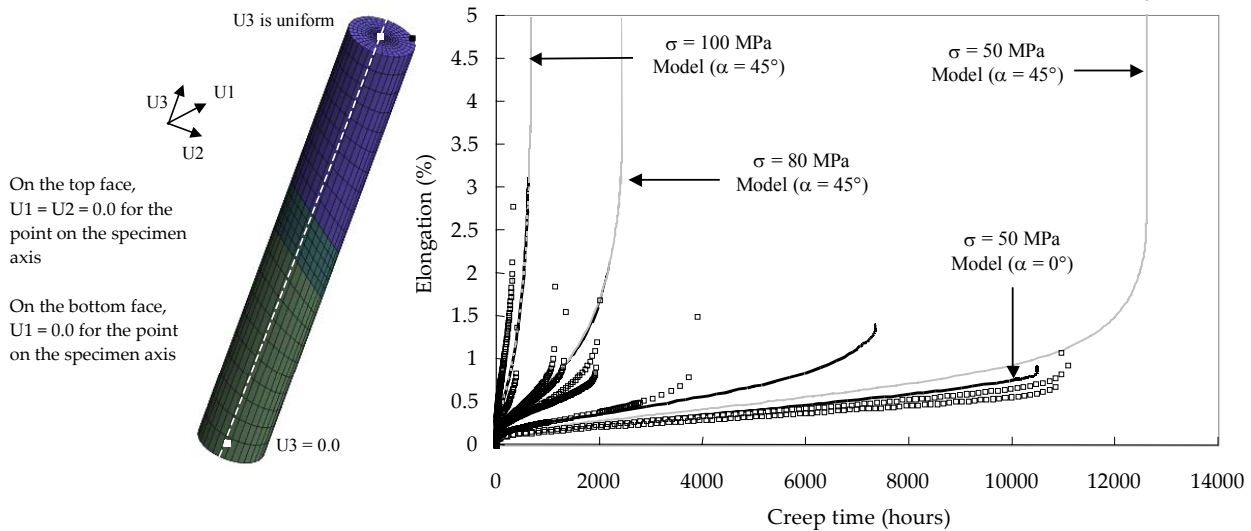 U3 is uniform
U3
U1
U2
On the top face,
U1 = U2 = 0.0 for the
point on the specimen
axis
On the bottom face,
U1 = 0.0 for the point
on the specimen axis
U3 = 0.0
Elongation (%)
5
4.5
4
3.5
3
2.5
2
1.5
1
0.5
0
σ = 100 MPa
Model (α = 45°)
σ = 50 MPa
Model (α = 45°)
σ = 80 MPa
Model (α = 45°)
σ = 50 MPa
Model (α = 0°)
0
2000
4000
6000
8000
10000
12000
14000
Creep time (hours)